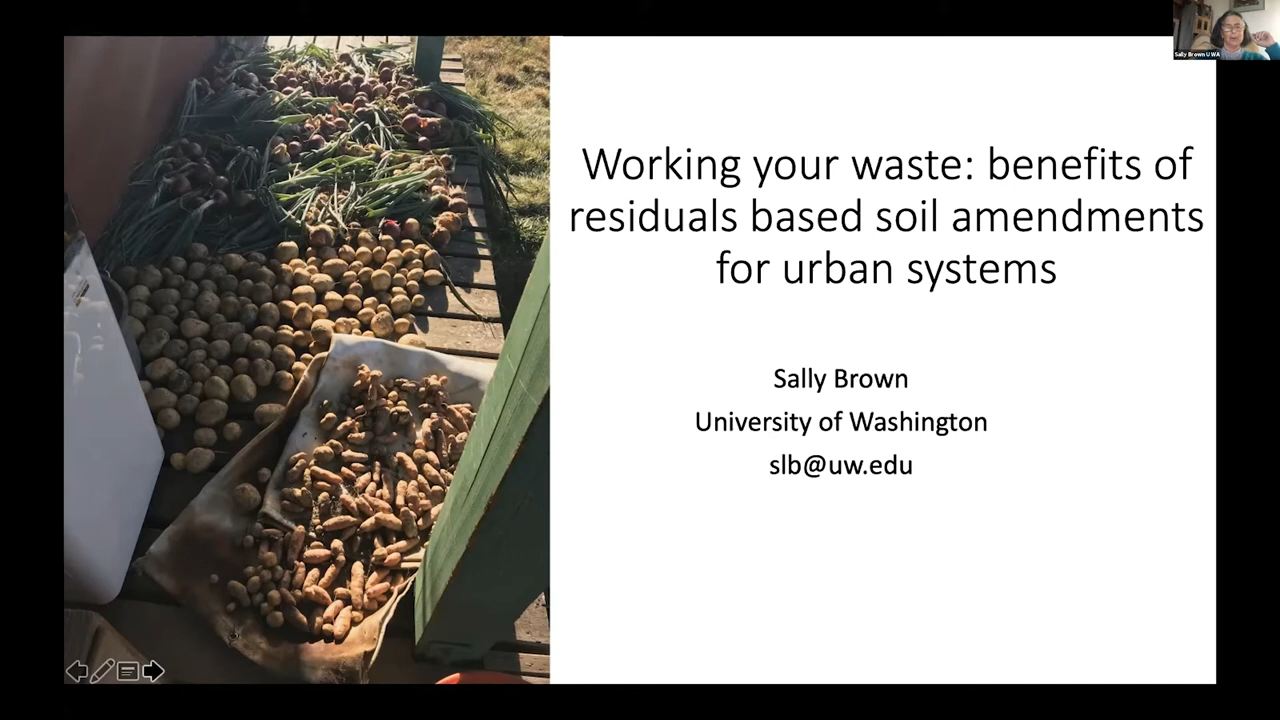 Sally Brown U WA
Working your waste: benefits of
residuals based soil amendments
for urban systems
Sally Brown
University of Washington
slb@uw.edu